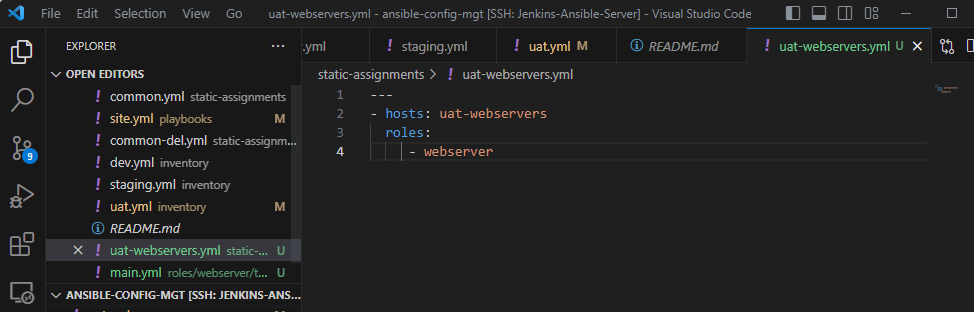 File Edit Selection View Go ... uat-webservers.yml - ansible-config-mgt [SSH: Jenkins-Ansible-Server] - Visual Studio Code
EXPLORER ...
.yml ! staging.yml ! uat.yml M README.md ! uat-webservers.yml U
OPEN EDITORS
static-assignments > ! uat-webservers.yml
! common.yml static-assignments
! site.yml playbooks M
! common-del.yml static-assignm...
! dev.yml inventory
! staging.yml inventory
! uat.yml inventory M
README.md
! uat-webservers.yml static-... U
! main.yml roles/webserver/t... U
ANSIBLE-CONFIG-MGT [SSH: JENKINS-ANS...
9
1 ---
2 - hosts: uat-webservers
3 roles:
4 - webserver